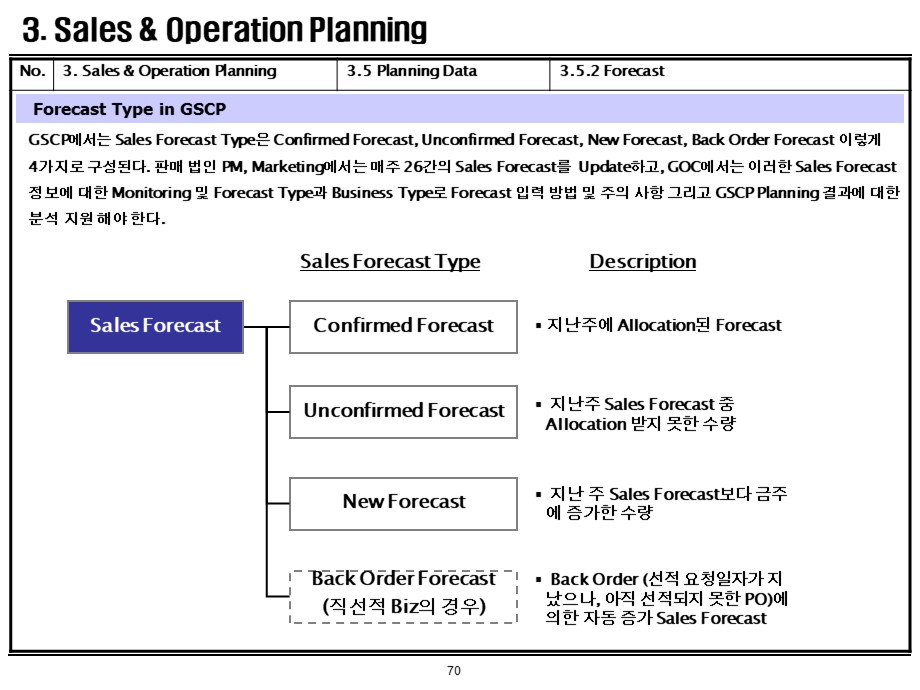 3. Sales & Operation Planning
No. 3. Sales & Operation Planning 3.5 Planning Data 3.5.2 Forecast
Forecast Type in GSCP
GSCP에서는 Sales Forecast Type은 Confirmed Forecast, Unconfirmed Forecast, New Forecast, Back Order Forecast 이렇게
4가지로 구성된다. 판매 법인 PM, Marketing에서는 매주 26간의 Sales Forecast를 Update하고, GOC에서는 이러한 Sales Forecast
정보에 대한 Monitoring 및 Forecast Type과 Business Type로 Forecast 입력 방법 및 주의 사항 그리고 GSCP Planning 결과에 대한
분석 지원 해야 한다.
Sales Forecast Type Description
Sales Forecast
Confirmed Forecast
▪ 지난주에 Allocation된 Forecast
Unconfirmed Forecast
▪ 지난주 Sales Forecast 중
Allocation 받지 못한 수량
New Forecast
▪ 지난 주 Sales Forecast보다 금주
에 증가한 수량
Back Order Forecast
(직선적 Biz의 경우)
▪ Back Order (선적 요청일자가 지
났으나, 아직 선적되지 못한 PO)에
의한 자동 증가 Sales Forecast
70